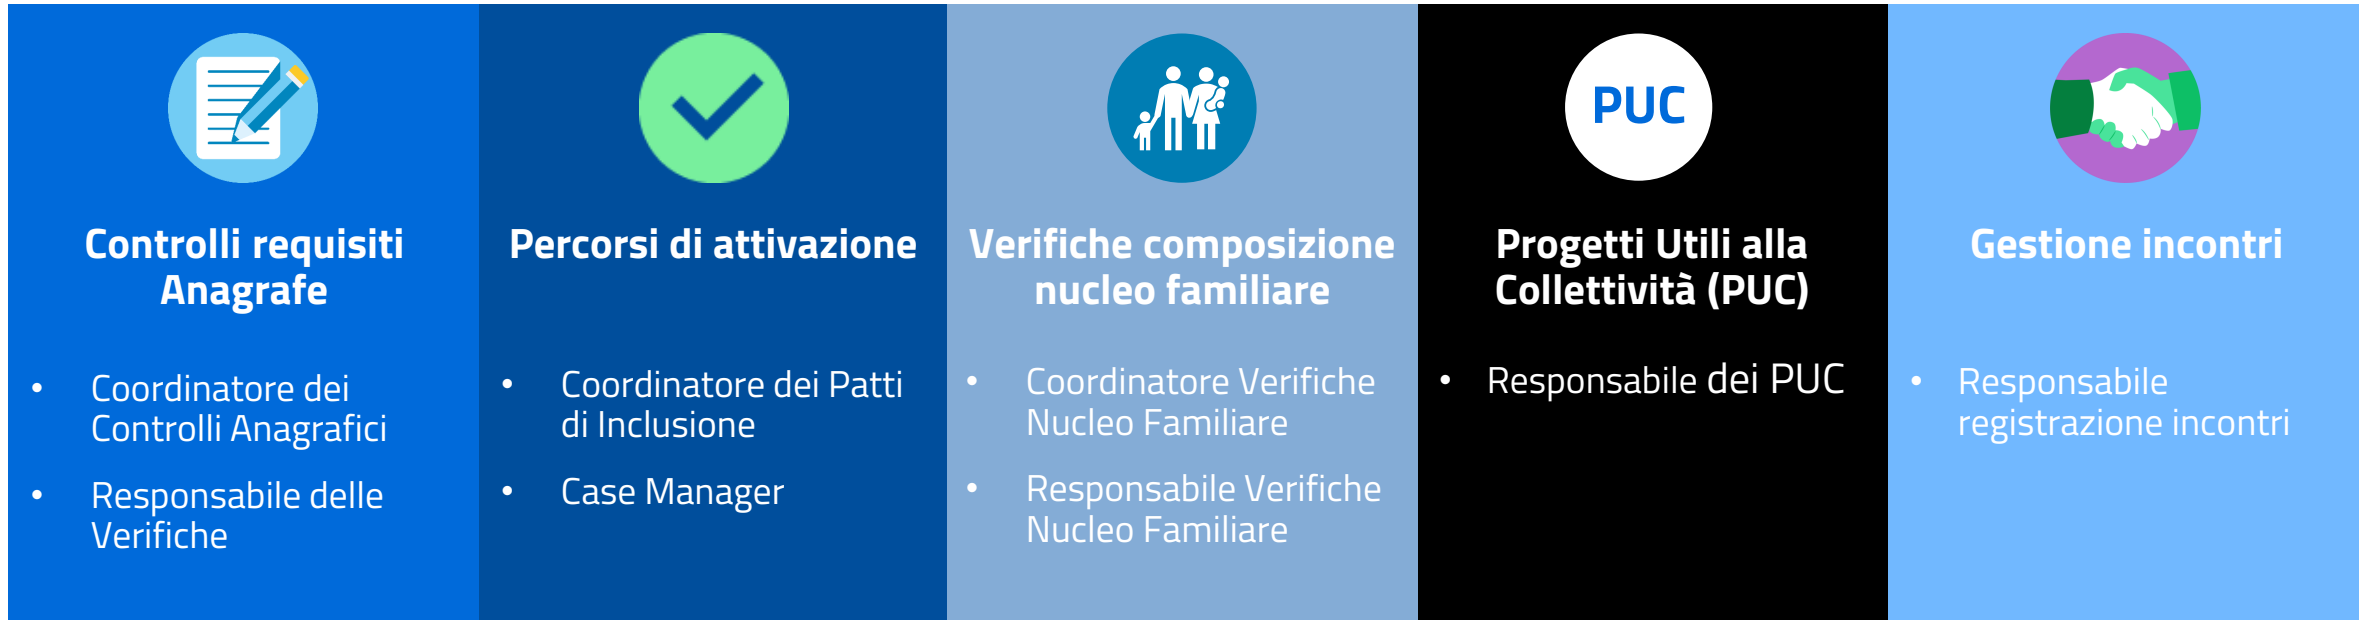 Controlli requisiti
Anagrafe
• Coordinatore dei
Controlli Anagrafici
• Responsabile delle
Verifiche
Percorsi di attivazione
• Coordinatore dei Patti
di Inclusione
• Case Manager
Verifiche composizione
nucleo familiare
• Coordinatore Verifiche
Nucleo Familiare
• Responsabile Verifiche
Nucleo Familiare
PUC
Progetti Utili alla
Collettività (PUC)
• Responsabile dei PUC
Gestione incontri
• Responsabile
registrazione incontri